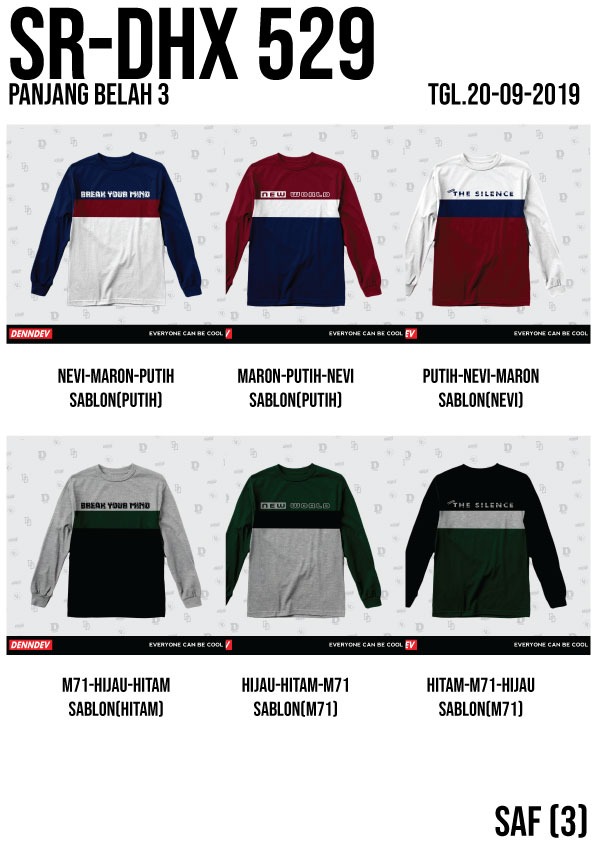 SR-DHX 529
PANJANG BELAH 3
TGL.20-09-2019
BREAK YOUR MIND
NEW WORLD
THE SILENCE
DENNDEV
EVERYONE CAN BE COOL
EVERYONE CAN BE COOL
EV
EVERYONE CAN BE COOL
NEVI-MARON-PUTIH
SABLON(PUTIH)
MARON-PUTIH-NEVI
SABLON(PUTIH)
PUTIH-NEVI-MARON
SABLON(NEVI)
BREAK YOUR MIND
NEW WORLD
THE SILENCE
DENNDEV
EVERYONE CAN BE COOL
EVERYONE CAN BE COOL
EV
EVERYONE CAN BE COOL
M71-HIJAU-HITAM
SABLON(HITAM)
HIJAU-HITAM-M71
SABLON(M71)
HITAM-M71-HIJAU
SABLON(M71)
SAF (3)